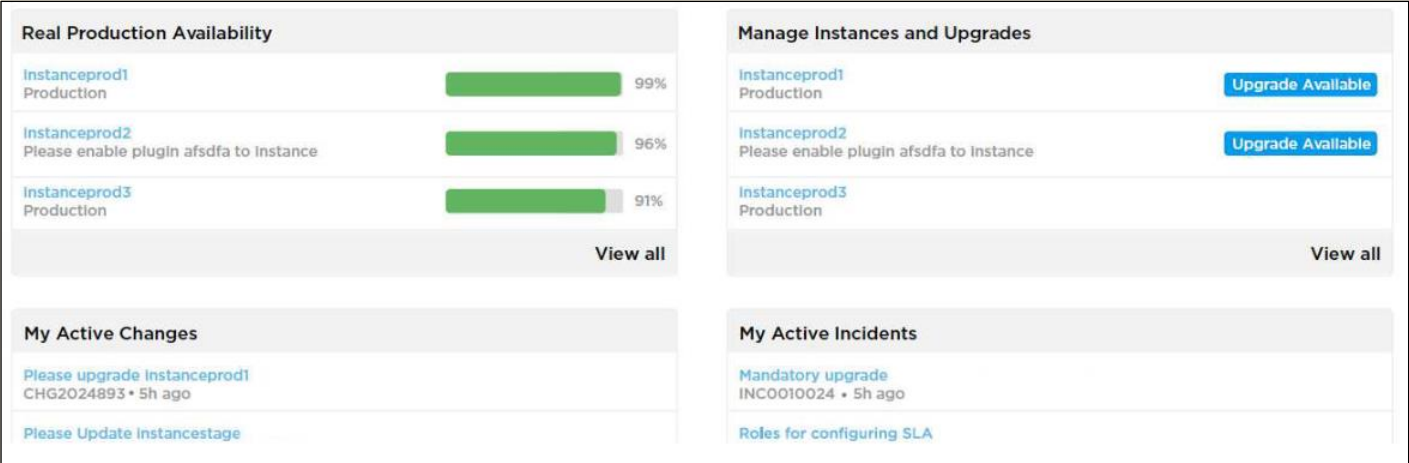 Real Production Availability
Instanceprod1
Production
99%
Instanceprod2
Please enable plugin afsdfa to instance
96%
Instanceprod3
Production
91%
View all
Manage Instances and Upgrades
Instanceprod1
Production
Upgrade Available
Instanceprod2
Please enable plugin afsdfa to instance
Upgrade Available
Instanceprod3
Production
View all
My Active Changes
Please upgrade instanceprod1
CHG2024893 • 5h ago
Please Update instancestage
My Active Incidents
Mandatory upgrade
INC0010024 • 5h ago
Roles for configuring SLA